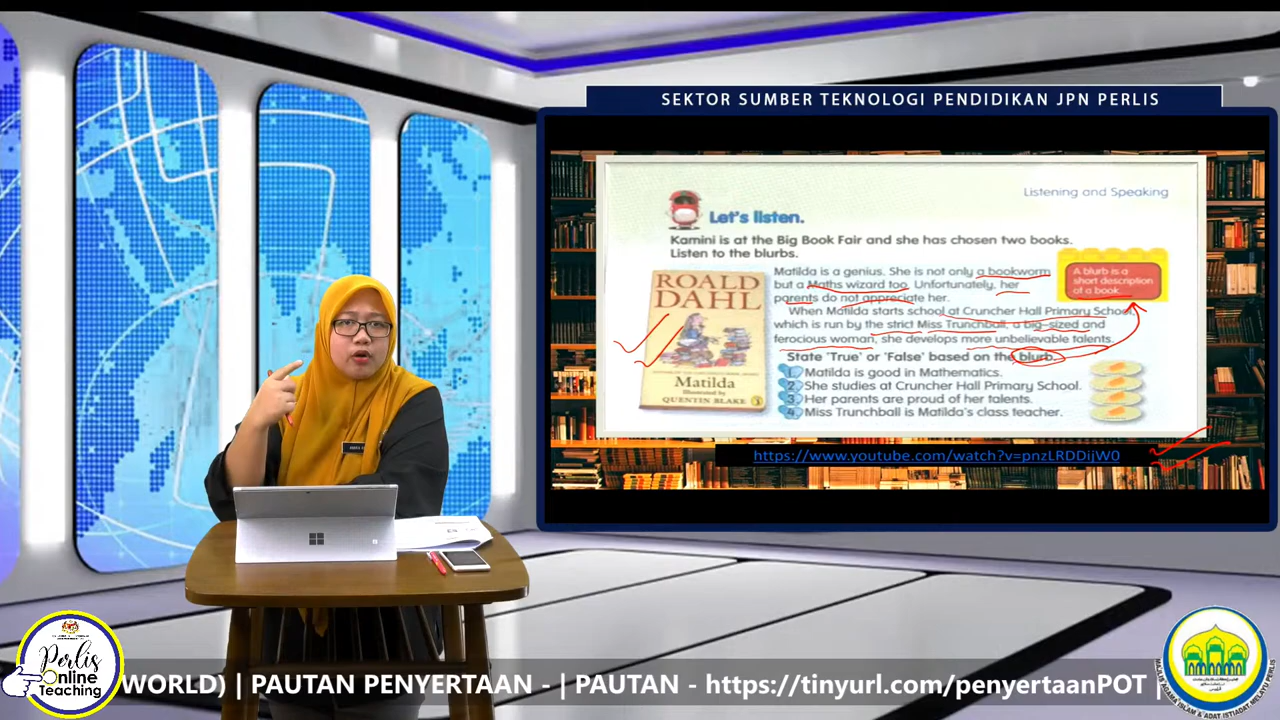 SEKTOR SUMBER TEKNOLOGI PENDIDIKAN JPN PERLIS
Listening and Speaking
Let's listen.
Kamini is at the Big Book Fair and she has chosen two books.
Listen to the blurbs.
ROALD
DAHL
Matilda
Illustrated by
QUENTIN BLAKE
Matilda is a genius. She is not only a bookworm
but a Maths wizard too. Unfortunately, her
parents do not appreciate her.
When Matilda starts school at Cruncher Hall Primary School,
which is run by the strict Miss Trunchball, a big-sized and
ferocious woman, she develops more unbelievable talents.
A blurb is a
short description
of a book.
State 'True' or 'False' based on the blurb.
1. Matilda is good in Mathematics.
2. She studies at Cruncher Hall Primary School.
3. Her parents are proud of her talents.
4. Miss Trunchball is Matilda's class teacher.
https://www.youtube.com/watch?v=pnzLRDDijW0
Perlis
Online
Teaching
WORLD) | PAUTAN PENYERTAAN - | PAUTAN - https://tinyurl.com/penyertaanPOT |
MAJLIS AGAMA ISLAM & ADAT ISTIADAT MELAYU PERLIS